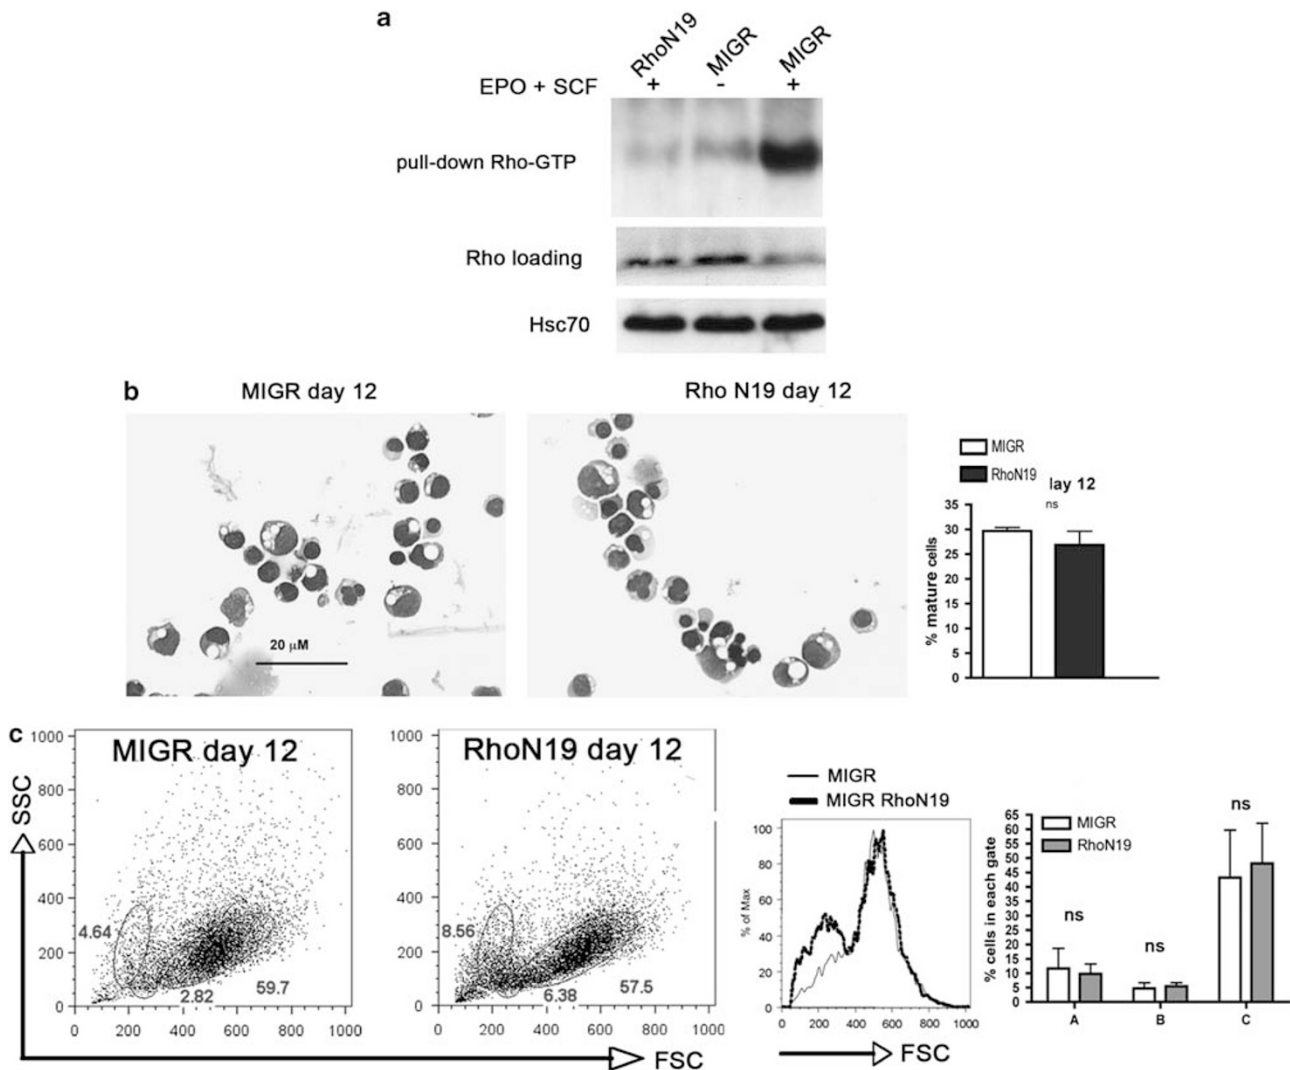 a
RhoN19 MIGR MIGR
EPO + SCF + - +
pull-down Rho-GTP
Rho loading
Hsc70
b
MIGR day 12
Rho N19 day 12
20 µM
MIGR
RhoN19
lay 12
ns
% mature cells
35
30
25
20
15
10
5
0
c
MIGR day 12
SSC
1000
800
600
400
200
0
4.64
2.82
59.7
0 200 400 600 800 1000
RhoN19 day 12
1000
800
600
400
200
0
8.56
6.38
57.5
0 200 400 600 800 1000
FSC
MIGR
MIGR RhoN19
% of Max
100
80
60
40
20
0
0 200 400 600 800 1000
FSC
MIGR
RhoN19
% cells in each gate
65
60
55
50
45
40
35
30
25
20
15
10
5
0
ns
ns
ns
A B C